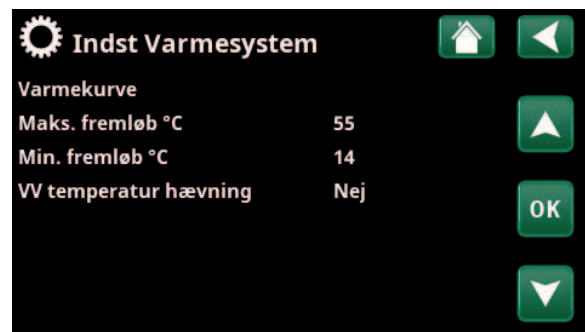 Indst Varmesystem
Varmekurve
Maks. fremløb °C 55
Min. fremløb °C 14
VV temperatur hævning Nej
OK